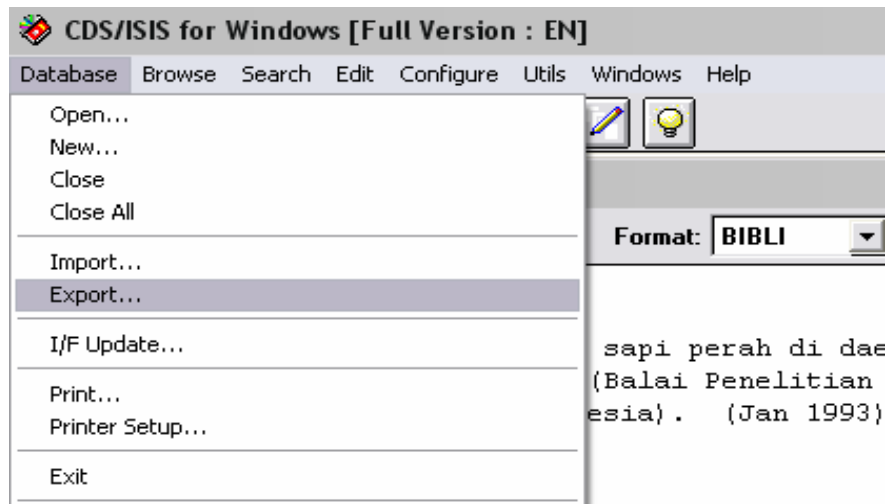 CDS/ISIS for Windows [Full Version : EN]
Database Browse Search Edit Configure Utils Windows Help
Open...
New...
Close
Close All
Format: BIBLI
Import...
Export...
I/F Update...
sapi perah di dae
(Balai Penelitian
Print...
esia). (Jan 1993)
Printer Setup...
Exit